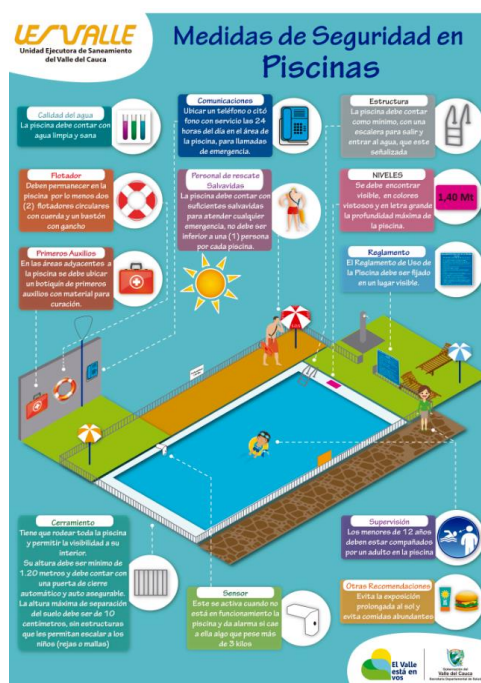 UESVALLE
Unidad Ejecutora de Saneamiento
del Valle del Cauca
Medidas de Seguridad en
Piscinas
Calidad del agua
La piscina debe contar con
agua limpia y sana
Comunicaciones
Ubicar un teléfono o citó
fono con servicio las 24
horas del día en el área de
la piscina, para llamadas
de emergencia.
Estructura
La piscina debe contar
como mínimo, con una
escalera para salir y
entrar al agua, que este
señalizada
Flotador
Deben permanecer en la
piscina por lo menos dos
(2) flotadores circulares
con cuerda y un bastón
con gancho
Personal de rescate
Salvavidas
La piscina debe contar con
suficientes salvavidas
para atender cualquier
emergencia, no debe ser
inferior a una (1) persona
por cada piscina.
NIVELES
Se debe encontrar
visible, en colores
vistosos y en letra grande
la profundidad máxima de
la piscina.
1,40 Mt
Primeros Auxilios
En las áreas adyacentes a
la piscina se debe ubicar
un botiquín de primeros
auxilios con material para
curación.
Reglamento
El Reglamento de Uso de
la Piscina debe ser fijado
en un lugar visible.
Cerramiento
Tiene que rodear toda la piscina
y permitir la visibilidad a su
interior.
Su altura debe ser mínimo de
1.20 metros y debe contar con
una puerta de cierre
automático y auto asegurable.
La altura máxima de separación
del suelo debe ser de 10
centímetros, sin estructuras
que les permitan escalar a los
niños (rejas o mallas)
Sensor
Este se activa cuando no
está en funcionamiento la
piscina y da alarma si cae
a ella algo que pese más
de 3 kilos
Supervisión
Los menores de 12 años
deben estar compañados
por un adulto en la piscina
Otras Recomendaciones
Evita la exposición
prolongada al sol y
evita comidas abundantes
El Valle
está en
vos
Gobernación del
Valle del Cauca
Secretaría Departamental de Salud